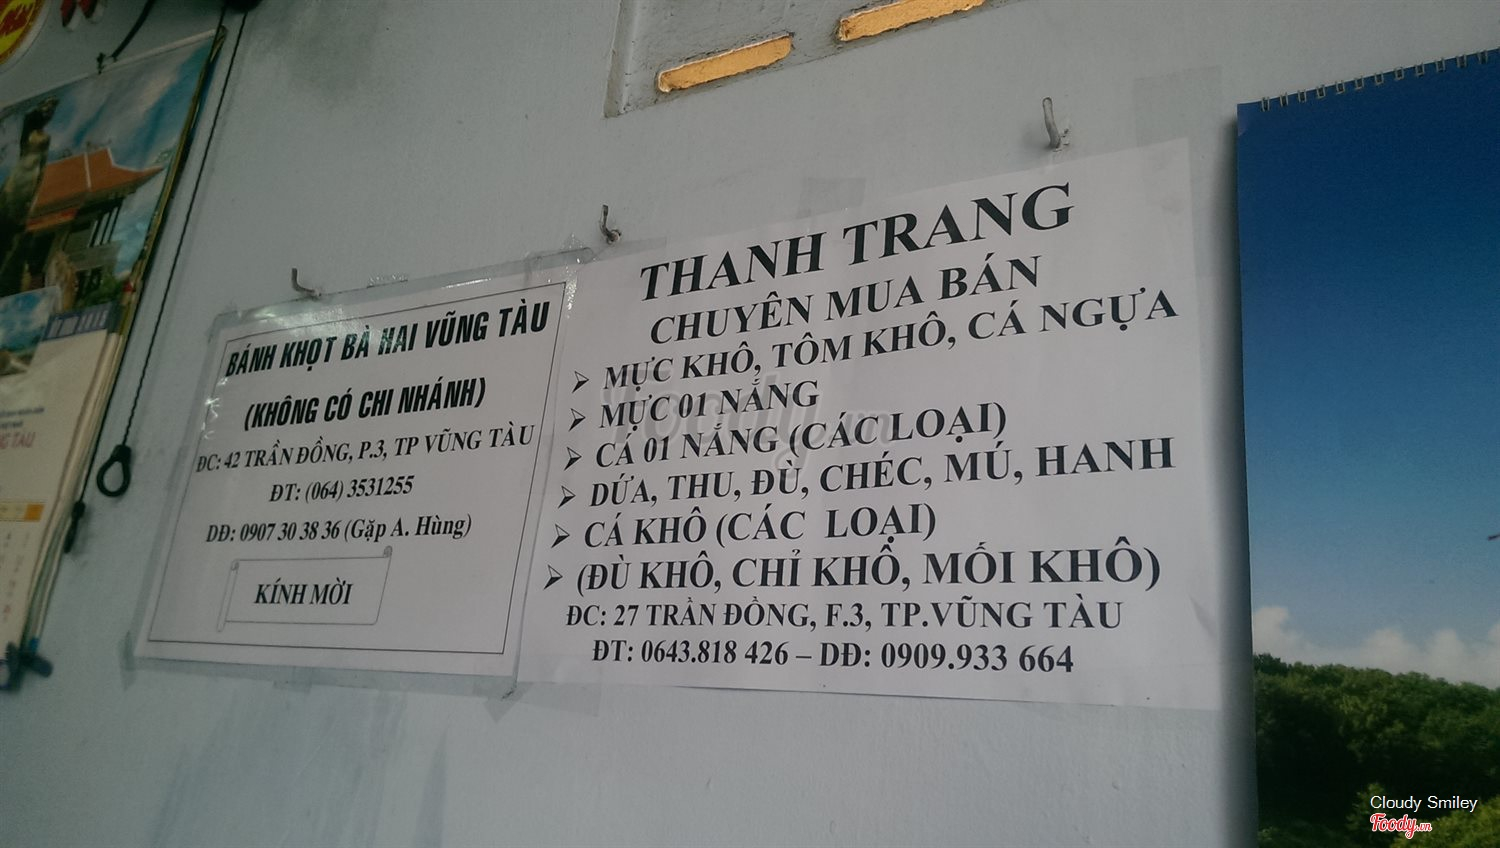 BÁNH KHỌT BÀ HAI VŨNG TÀU
(KHÔNG CÓ CHI NHÁNH)
ĐC: 42 TRẦN ĐỒNG, P.3, TP VŨNG TÀU
ĐT: (064) 3531255
DĐ: 0907 30 38 36 (Gặp A. Hùng)
KÍNH MỜI
THANH TRANG
CHUYÊN MUA BÁN
➢ MỰC KHÔ, TÔM KHÔ, CÁ NGỰA
➢ MỰC 01 NẮNG
➢ CÁ 01 NẮNG (CÁC LOẠI)
➢ DỨA, THU, ĐÙ, CHÉC, MÚ, HANH
➢ CÁ KHÔ (CÁC LOẠI)
➢ (ĐÙ KHÔ, CHỈ KHÔ, MỐI KHÔ)
ĐC: 27 TRẦN ĐỒNG, F.3, TP.VŨNG TÀU
ĐT: 0643.818 426 – DĐ: 0909.933 664
Foody.vn
Cloudy Smiley
Foody.vn